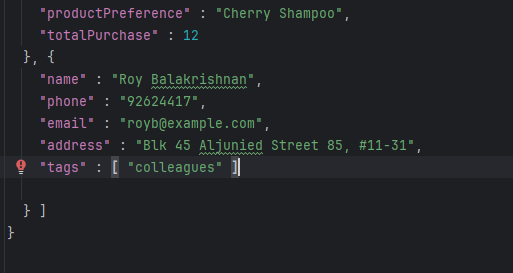 "productPreference" : "Cherry Shampoo",
"totalPurchase" : 12
}, {
"name" : "Roy Balakrishnan",
"phone" : "92624417",
"email" : "royb@example.com",
"address" : "Blk 45 Aljunied Street 85, #11-31",
"tags" : [ "colleagues" ]
} ]
}